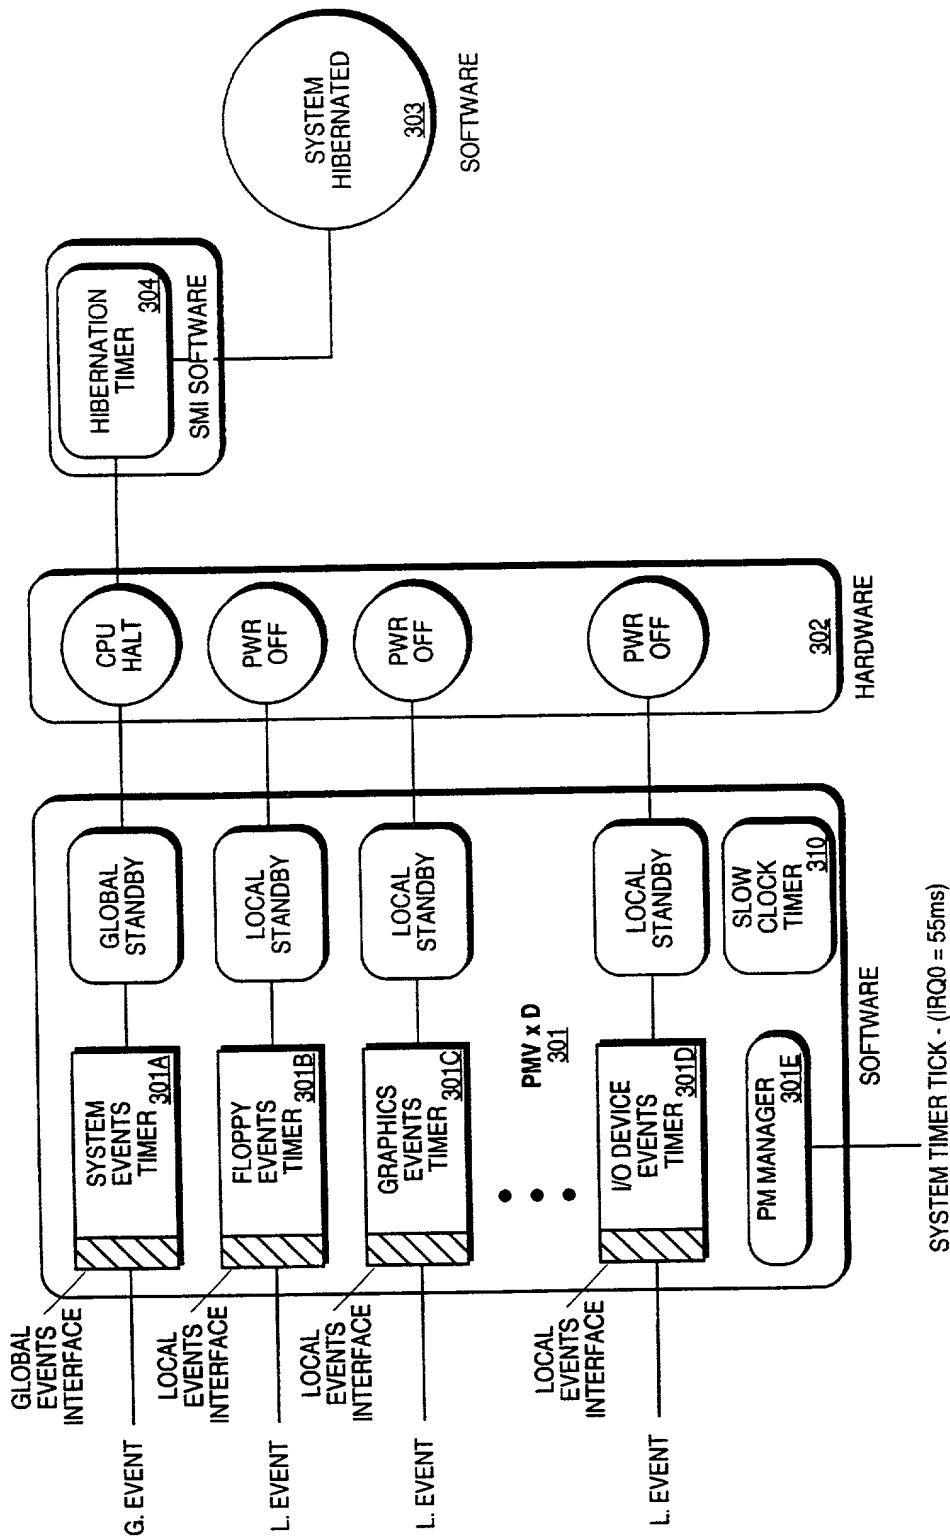 G. EVENT
GLOBAL
EVENTS
INTERFACE
SYSTEM
EVENTS
TIMER
301A
GLOBAL
STANDBY
CPU
HALT
HIBERNATION
TIMER
304
SMI SOFTWARE
SYSTEM
HIBERNATED
303
SOFTWARE
L. EVENT
LOCAL
EVENTS
INTERFACE
FLOPPY
EVENTS
TIMER
301B
LOCAL
STANDBY
PWR
OFF
L. EVENT
LOCAL
EVENTS
INTERFACE
GRAPHICS
EVENTS
TIMER
301C
LOCAL
STANDBY
PWR
OFF
PMV x D
301
L. EVENT
LOCAL
EVENTS
INTERFACE
I/O DEVICE
EVENTS
TIMER
301D
LOCAL
STANDBY
PWR
OFF
PM MANAGER
301E
SLOW
CLOCK
TIMER
310
302
SOFTWARE
HARDWARE
SYSTEM TIMER TICK - (IRQ0 = 55ms)